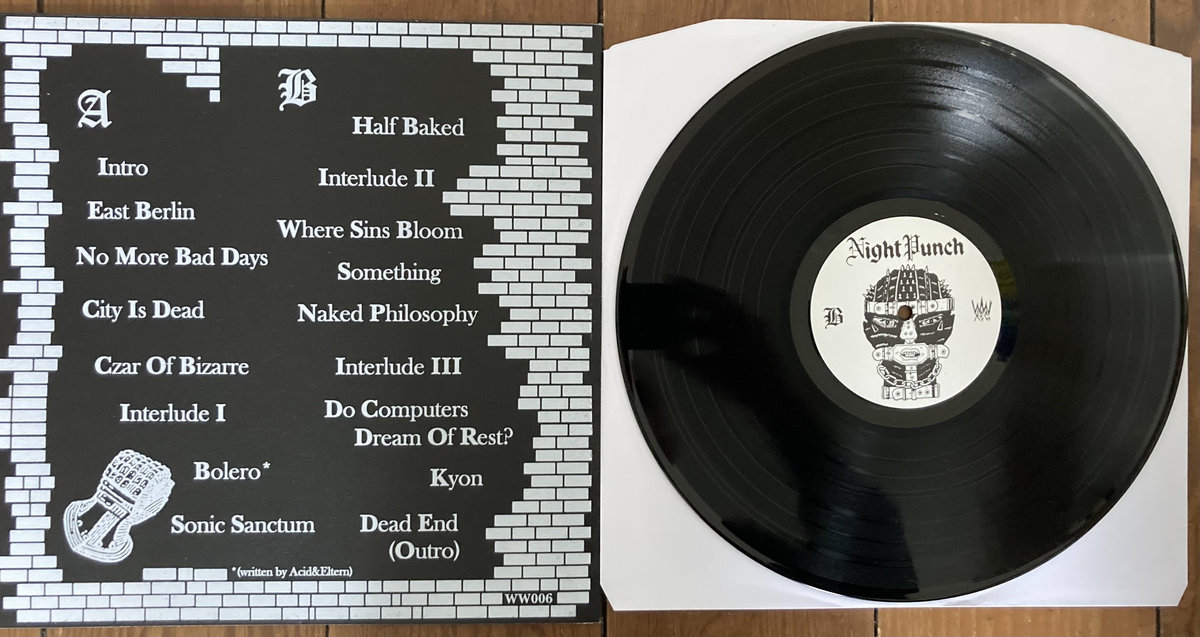 A
Intro
East Berlin
No More Bad Days
City Is Dead
Czar Of Bizarre
Interlude I
Bolero*
Sonic Sanctum
*(written by Acid&Eltern)
B
Half Baked
Interlude II
Where Sins Bloom
Something
Naked Philosophy
Interlude III
Do Computers
Dream Of Rest?
Kyon
Dead End
(Outro)
WW006
Night Punch
B